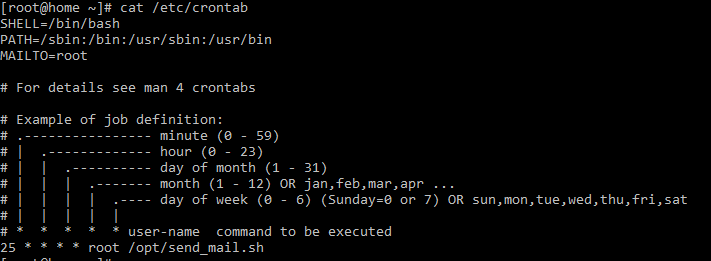 [root@home ~]# cat /etc/crontab
SHELL=/bin/bash
PATH=/sbin:/bin:/usr/sbin:/usr/bin
MAILTO=root

# For details see man 4 crontabs

# Example of job definition:
# .---------------- minute (0 - 59)
# |  .------------- hour (0 - 23)
# |  |  .---------- day of month (1 - 31)
# |  |  |  .------- month (1 - 12) OR jan,feb,mar,apr ...
# |  |  |  |  .---- day of week (0 - 6) (Sunday=0 or 7) OR sun,mon,tue,wed,thu,fri,sat
# |  |  |  |  |
# *  *  *  *  * user-name  command to be executed
25 * * * * root /opt/send_mail.sh